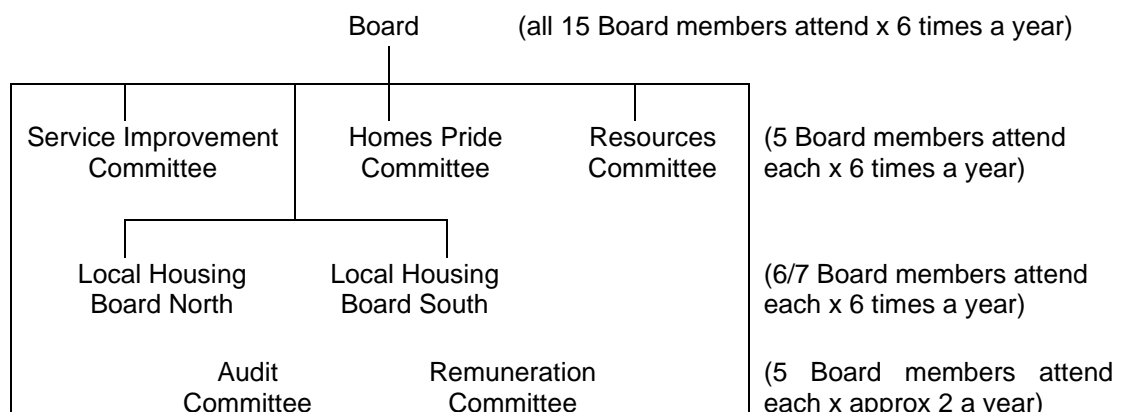 Board (all 15 Board members attend x 6 times a year)
Service Improvement Homes Pride Resources (5 Board members attend
Committee Committee Committee each x 6 times a year)
Local Housing Local Housing (6/7 Board members attend
Board North Board South each x 6 times a year)
Audit Remuneration (5 Board members attend
Committee Committee each x approx 2 a year)